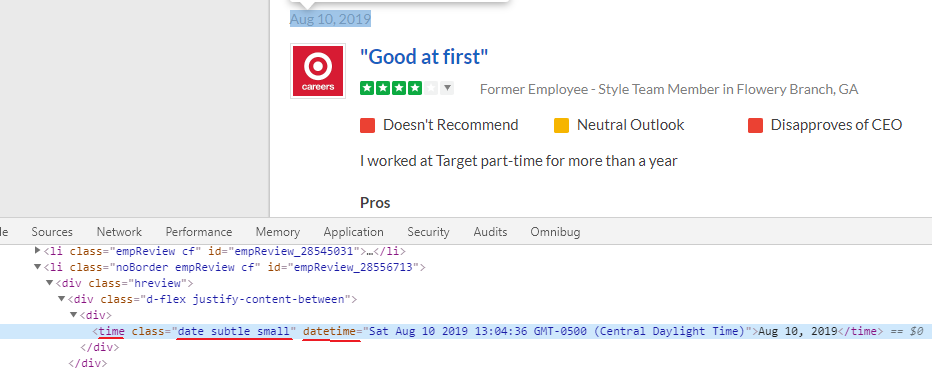 Aug 10, 2019
"Good at first"
careers
Former Employee - Style Team Member in Flowery Branch, GA
Doesn't Recommend Neutral Outlook Disapproves of CEO
I worked at Target part-time for more than a year
Pros
le Sources Network Performance Memory Application Security Audits Omnibug
<li class="empReview cf" id="empReview_28545031">…</li>
<li class="noBorder empReview cf" id="empReview_28556713">
<div class="hreview">
<div class="d-flex justify-content-between">
<div>
<time class="date subtle small" datetime="Sat Aug 10 2019 13:04:36 GMT-0500 (Central Daylight Time)">Aug 10, 2019</time> == $0
</div>
</div>